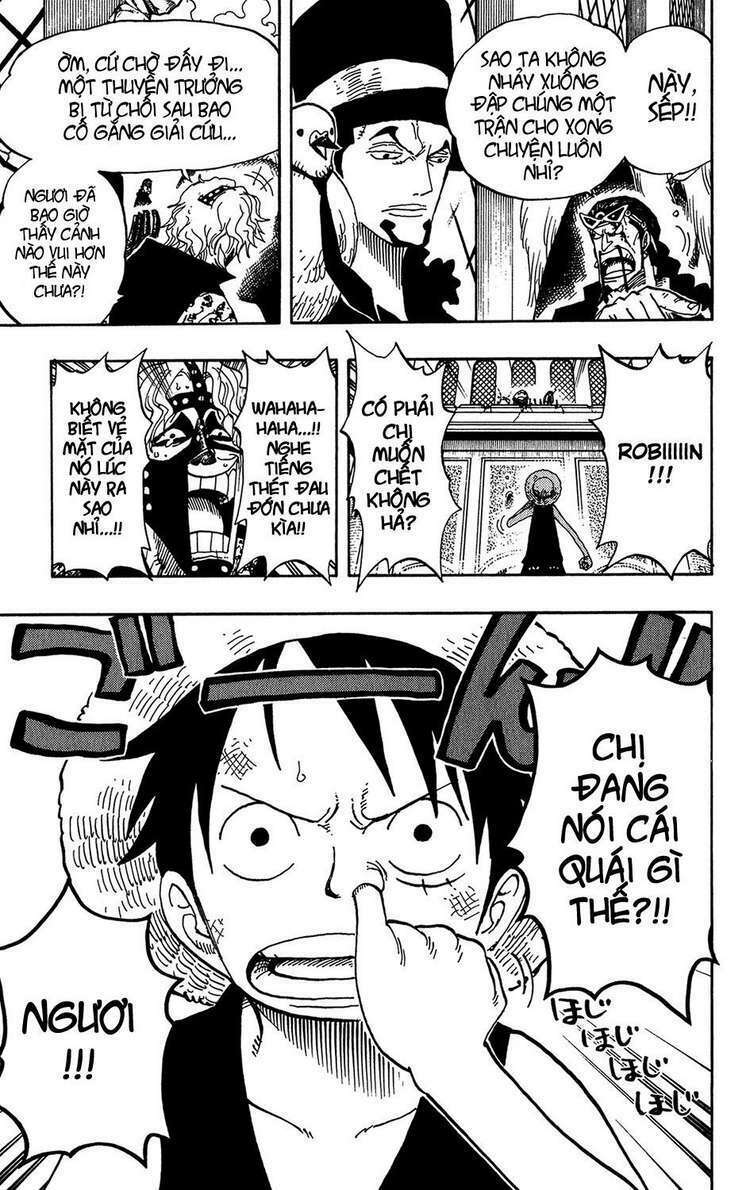 NÀY,
SẾP!!
SAO TA KHÔNG
NHẢY XUỐNG
ĐẬP CHÚNG MỘT
TRẬN CHO XONG
CHUYỆN LUÔN
NHỈ?
ỜM, CỨ CHỜ ĐẤY ĐI...
MỘT THUYỀN TRƯỞNG
BỊ TỪ CHỐI SAU BAO
CỐ GẮNG GIẢI CỨU...
NGƯƠI ĐÃ
BAO GIỜ
THẤY CẢNH
NÀO VUI HƠN
THẾ NÀY
CHƯA?!
ROBIIIIIN
!!!
CÓ PHẢI
CHỊ
MUỐN
CHẾT
KHÔNG
HẢ?
WAHAHA-
HAHA...!!
NGHE
TIẾNG
THÉT ĐAU
ĐỚN CHƯA
KÌA!!
KHÔNG
BIẾT VẺ
MẶT CỦA
NÓ LÚC
NÀY RA
SAO
NHỈ...!!
CHỊ
ĐANG
NÓI CÁI
QUÁI GÌ
THẾ?!!
ほじ
ほじ
ほじ
ほじ
NGƯƠI
!!!